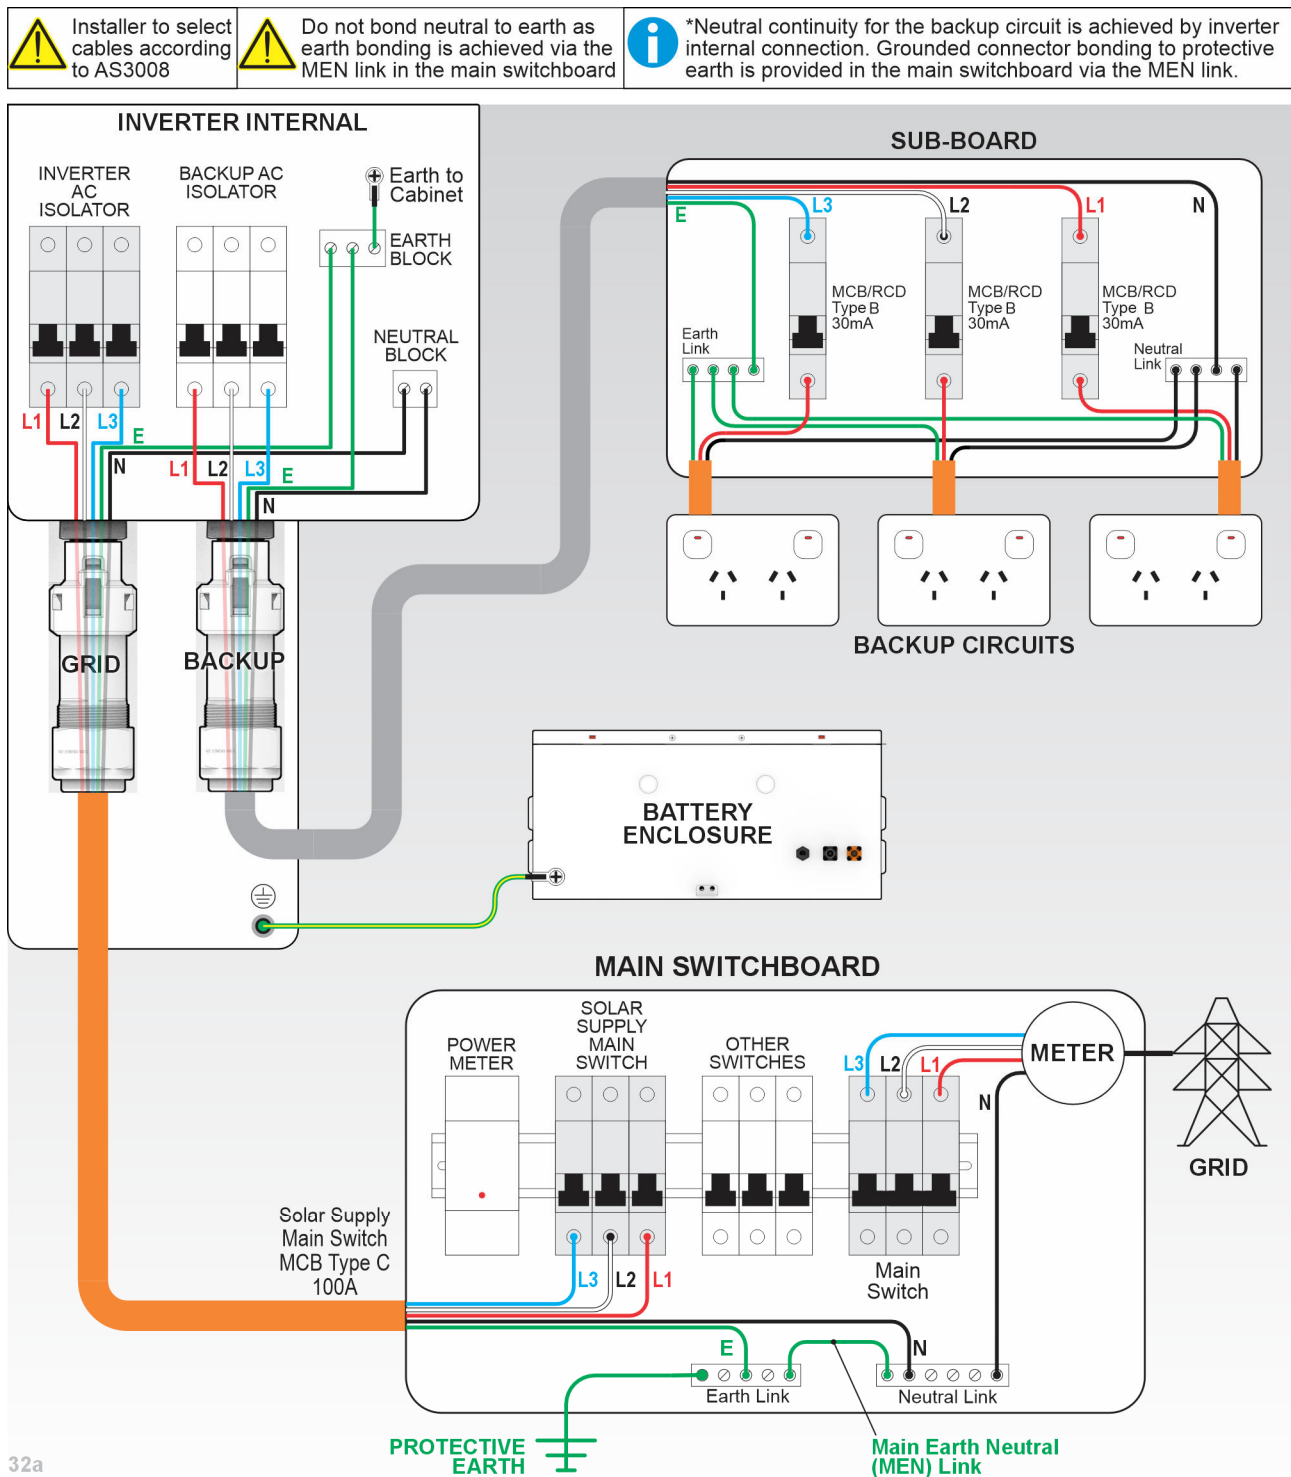 Installer to select
cables according
to AS3008
Do not bond neutral to earth as
earth bonding is achieved via the
MEN link in the main switchboard
*Neutral continuity for the backup circuit is achieved by inverter
internal connection. Grounded connector bonding to protective
earth is provided in the main switchboard via the MEN link.
INVERTER INTERNAL
INVERTER
AC
ISOLATOR
BACKUP AC
ISOLATOR
Earth to
Cabinet
EARTH
BLOCK
NEUTRAL
BLOCK
L1
L2
L3
E
N
L1
L2
L3
E
N
GRID
BACKUP
SUB-BOARD
E
L3
L2
L1
N
MCB/RCD
Type B
30mA
MCB/RCD
Type B
30mA
MCB/RCD
Type B
30mA
Earth
Link
Neutral
Link
BACKUP CIRCUITS
BATTERY
ENCLOSURE
MAIN SWITCHBOARD
POWER
METER
SOLAR
SUPPLY
MAIN
SWITCH
OTHER
SWITCHES
L3
L2
L1
N
METER
GRID
Solar Supply
Main Switch
MCB Type C
100A
L3
L2
L1
Main
Switch
E
N
Earth Link
Neutral Link
PROTECTIVE
EARTH
Main Earth Neutral
(MEN) Link
32a